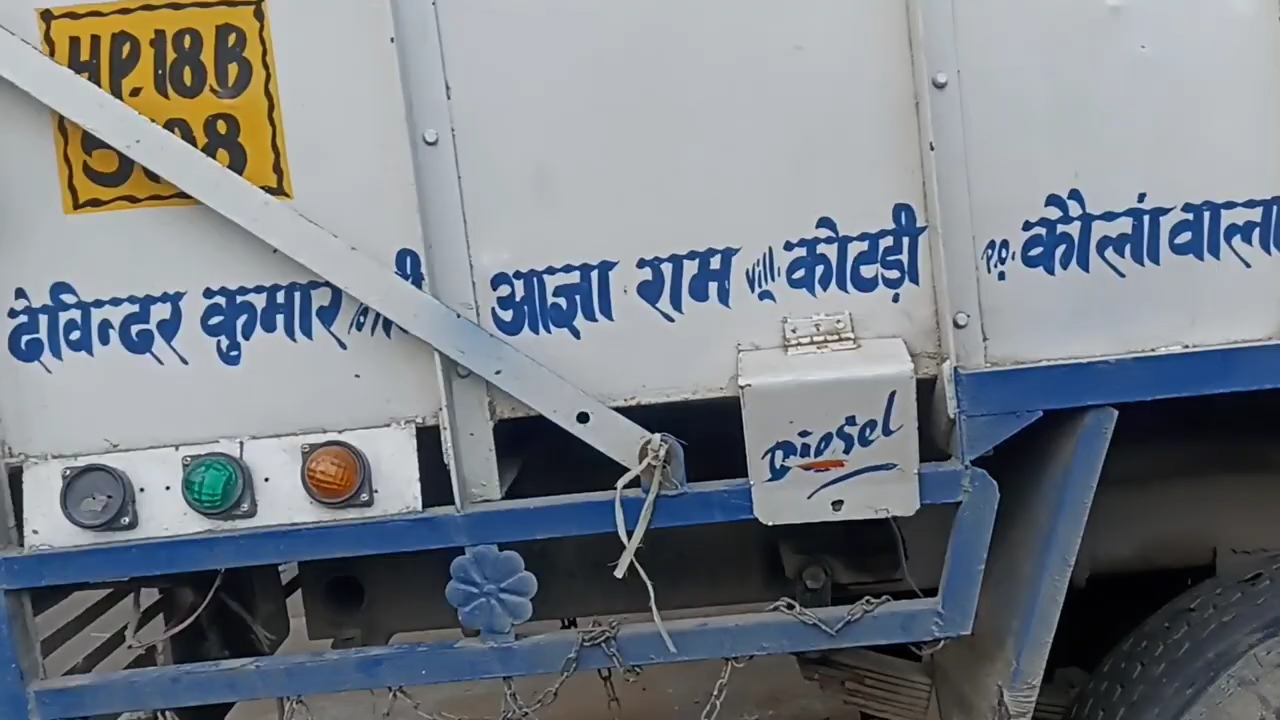 HP.18B
देविन्दर कुमार
आज्ञा राम vill. कौटड़ी
P.O. कौलांवाला
Diesel